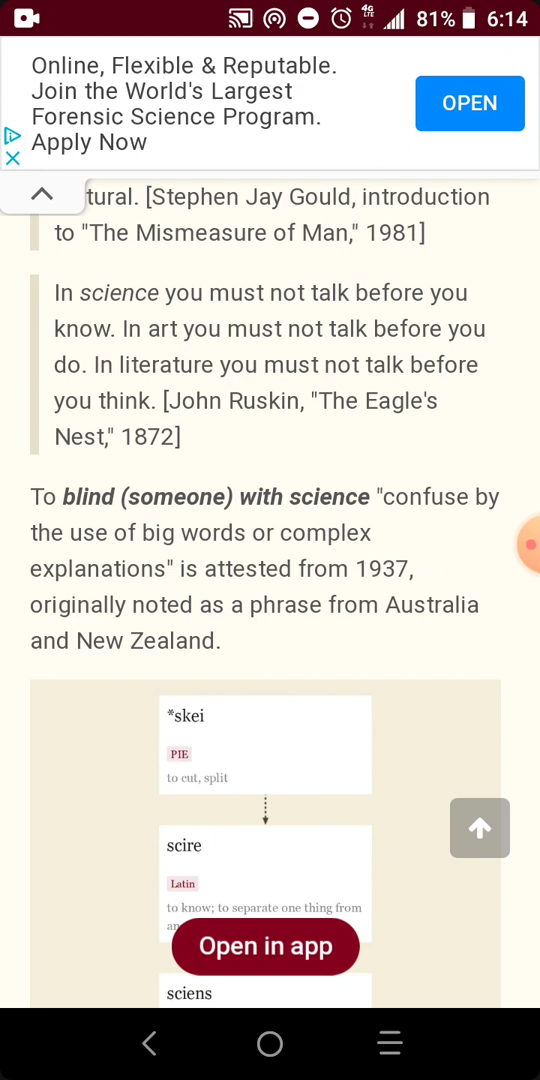 81% 6:14
4G
LTE
Online, Flexible & Reputable.
Join the World's Largest
Forensic Science Program.
Apply Now
OPEN
tural. [Stephen Jay Gould, introduction
to "The Mismeasure of Man," 1981]
In science you must not talk before you
know. In art you must not talk before you
do. In literature you must not talk before
you think. [John Ruskin, "The Eagle's
Nest," 1872]
To blind (someone) with science "confuse by
the use of big words or complex
explanations" is attested from 1937,
originally noted as a phrase from Australia
and New Zealand.
*skei
PIE
to cut, split
scire
Latin
to know; to separate one thing from
an
Open in app
sciens